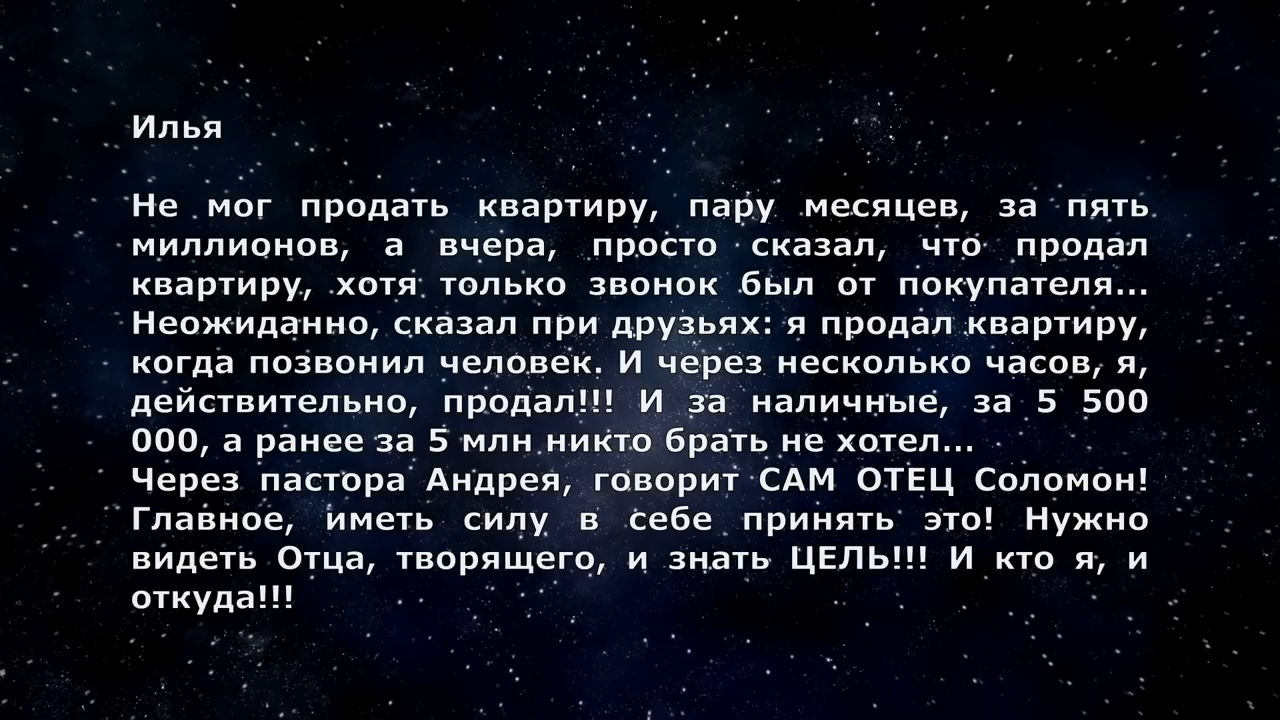 Илья
Не мог продать квартиру, пару месяцев, за пять
миллионов, а вчера, просто сказал, что продал
квартиру, хотя только звонок был от покупателя...
Неожиданно, сказал при друзьях: я продал квартиру,
когда позвонил человек. И через несколько часов, я,
действительно, продал!!! И за наличные, за 5 500
000, а ранее за 5 млн никто брать не хотел...
Через пастора Андрея, говорит САМ ОТЕЦ Соломон!
Главное, иметь силу в себе принять это! Нужно
видеть Отца, творящего, и знать ЦЕЛЬ!!! И кто я, и
откуда!!!